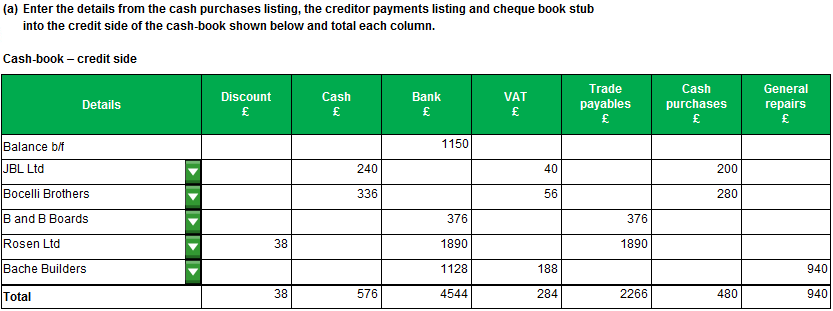 (a) Enter the details from the cash purchases listing, the creditor payments listing and cheque book stub
into the credit side of the cash-book shown below and total each column.
Cash-book – credit side
Details Discount £ Cash £ Bank £ VAT £ Trade payables £ Cash purchases £ General repairs £
Balance b/f 1150
JBL Ltd 240 40 200
Bocelli Brothers 336 56 280
B and B Boards 376 376
Rosen Ltd 38 1890 1890
Bache Builders 1128 188 940
Total 38 576 4544 284 2266 480 940